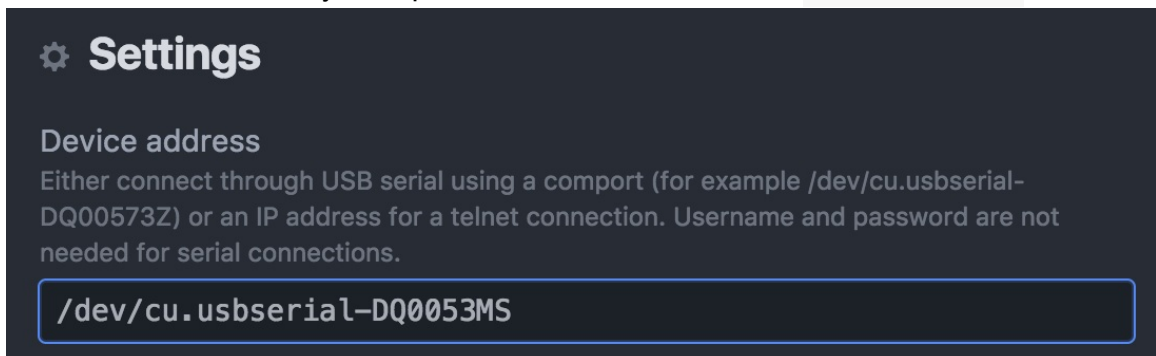 Settings
Device address
Either connect through USB serial using a comport (for example /dev/cu.usbserial-
DQ00573Z) or an IP address for a telnet connection. Username and password are not
needed for serial connections.
/dev/cu.usbserial-DQ0053MS